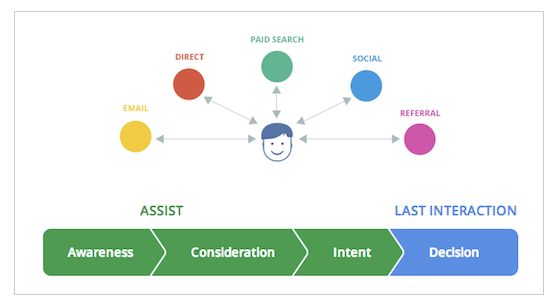 PAID SEARCH
DIRECT
SOCIAL
EMAIL
REFERRAL
ASSIST
LAST INTERACTION
Awareness
Consideration
Intent
Decision